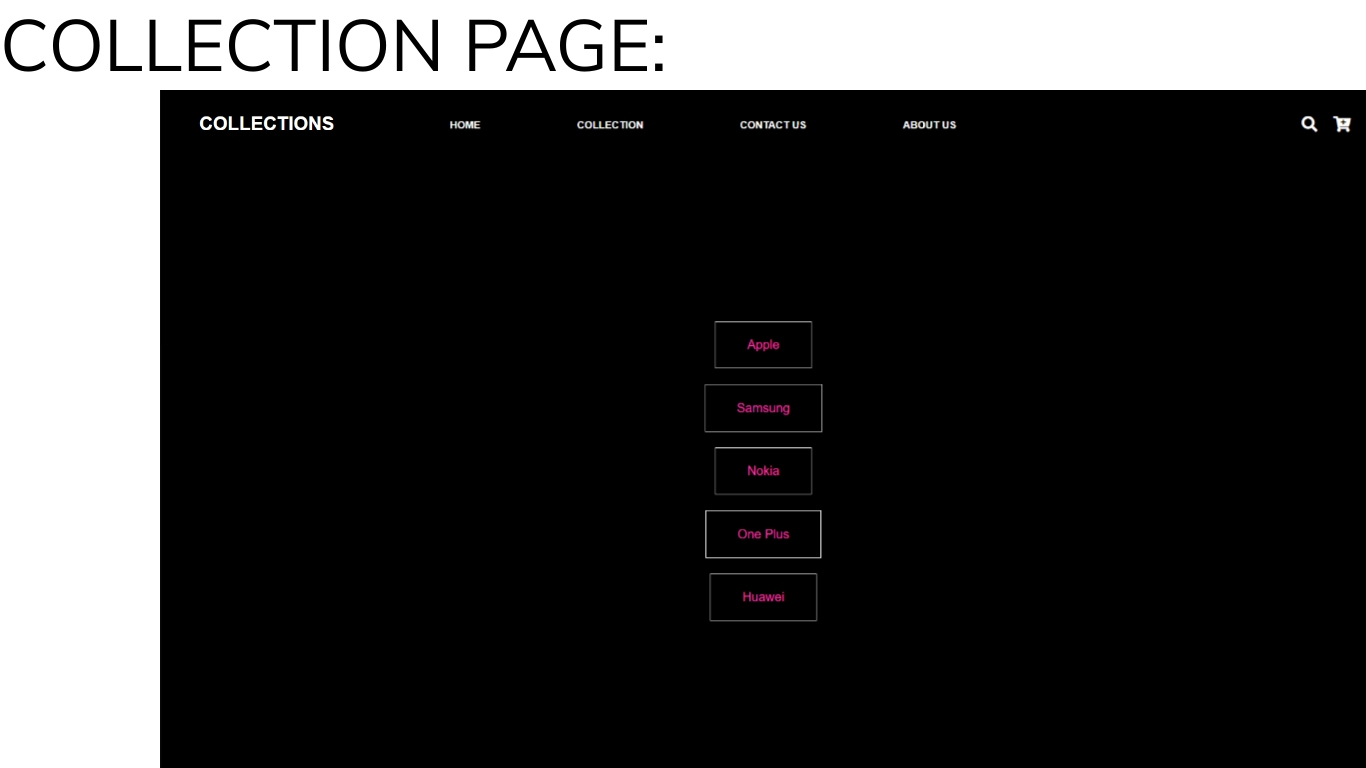 COLLECTION PAGE:
COLLECTIONS HOME COLLECTION CONTACT US ABOUT US
Apple
Samsung
Nokia
One Plus
Huawei